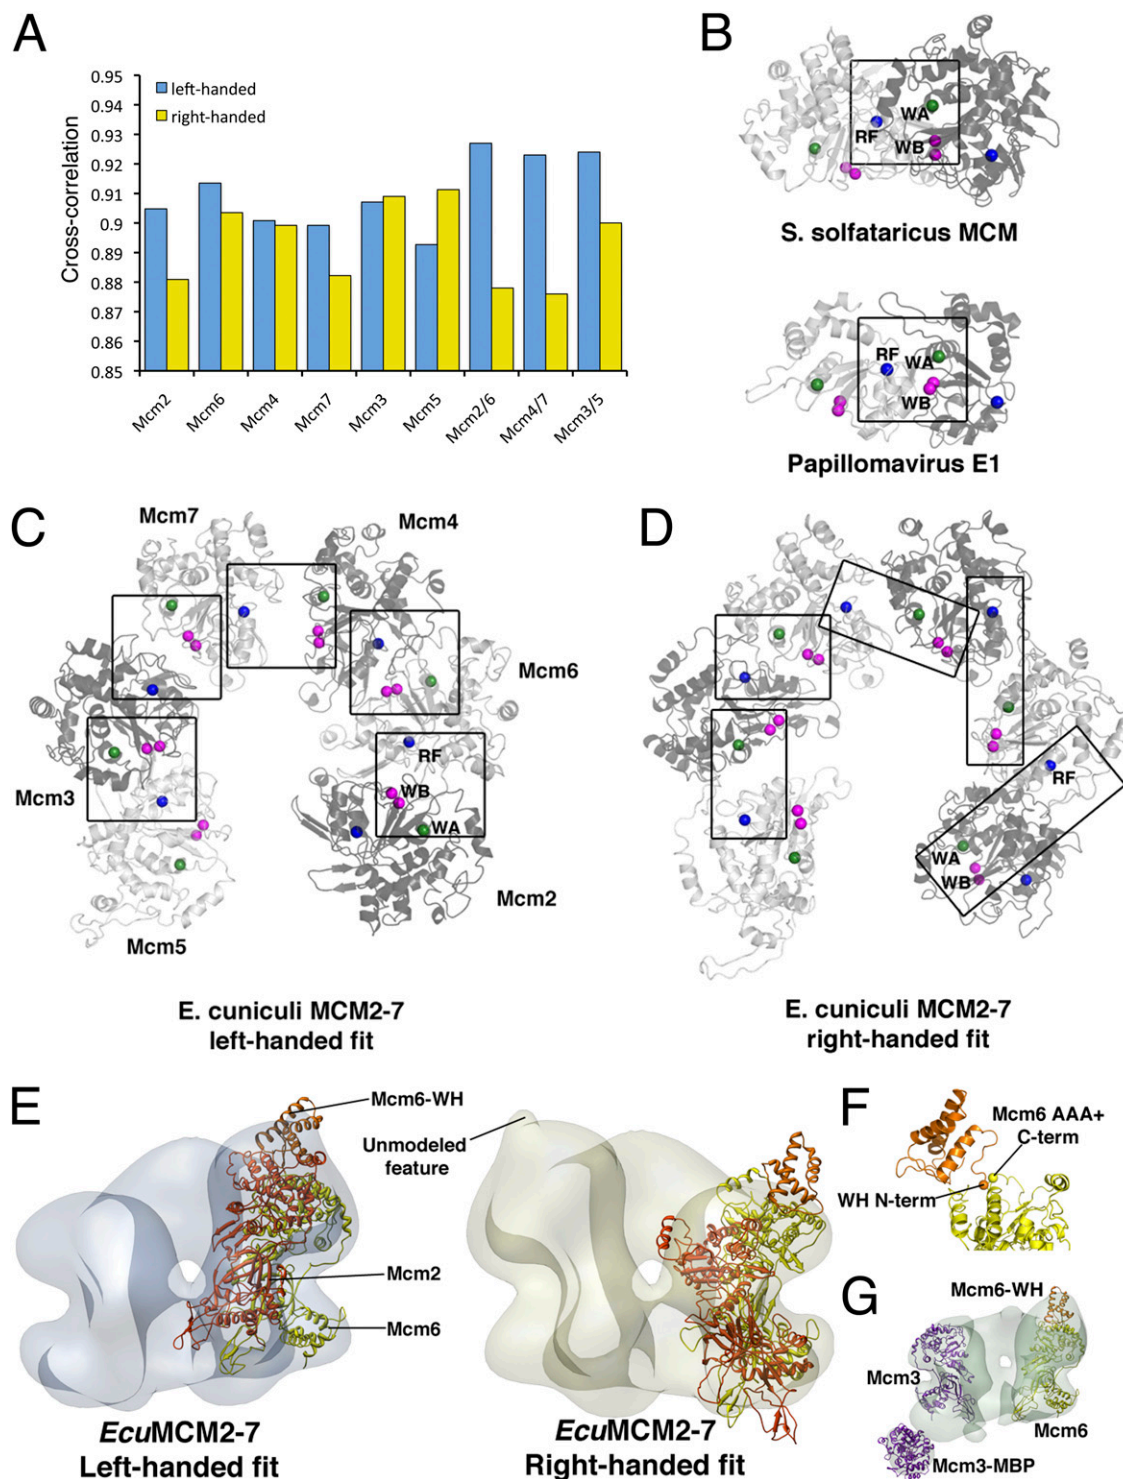 A
0.95
0.94
0.93
0.92
0.91
0.9
0.89
0.88
0.87
0.86
0.85
Cross-correlation
left-handed
right-handed
Mcm2
Mcm6
Mcm4
Mcm7
Mcm3
Mcm5
Mcm2/6
Mcm4/7
Mcm3/5
B
WA
RF
WB
S. solfataricus MCM
RF
WA
WB
Papillomavirus E1
C
Mcm7
Mcm4
Mcm6
RF
WB
WA
Mcm3
Mcm2
Mcm5
E. cuniculi MCM2-7
left-handed fit
D
RF
WA
WB
E. cuniculi MCM2-7
right-handed fit
E
Mcm6-WH
Unmodeled
feature
Mcm2
Mcm6
EcuMCM2-7
Left-handed fit
EcuMCM2-7
Right-handed fit
F
Mcm6 AAA+
C-term
WH N-term
G
Mcm6-WH
Mcm3
Mcm6
Mcm3-MBP